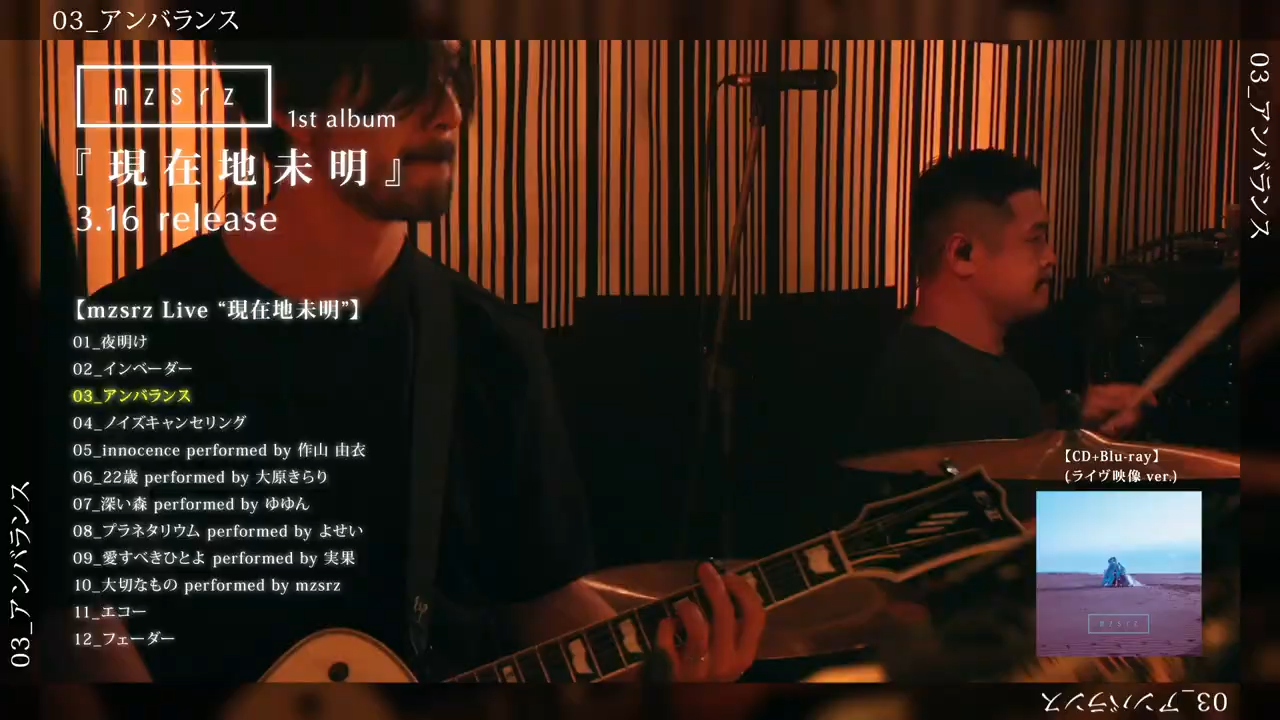 03_アンバランス
mzsrz
1st album
『現在地未明』
3.16 release
【mzsrz Live “現在地未明”】
01_夜明け
02_インベーダー
03_アンバランス
04_ノイズキャンセリング
05_innocence performed by 作山 由衣
06_22歳 performed by 大原きらり
07_深い森 performed by ゆゆん
08_プラネタリウム performed by よせい
09_愛すべきひとよ performed by 実果
10_大切なもの performed by mzsrz
11_エコー
12_フェーダー
【CD+Blu-ray】
(ライヴ映像 ver.)
mzsrz
03_アンバランス
03_アンバランス
03_アンバランス